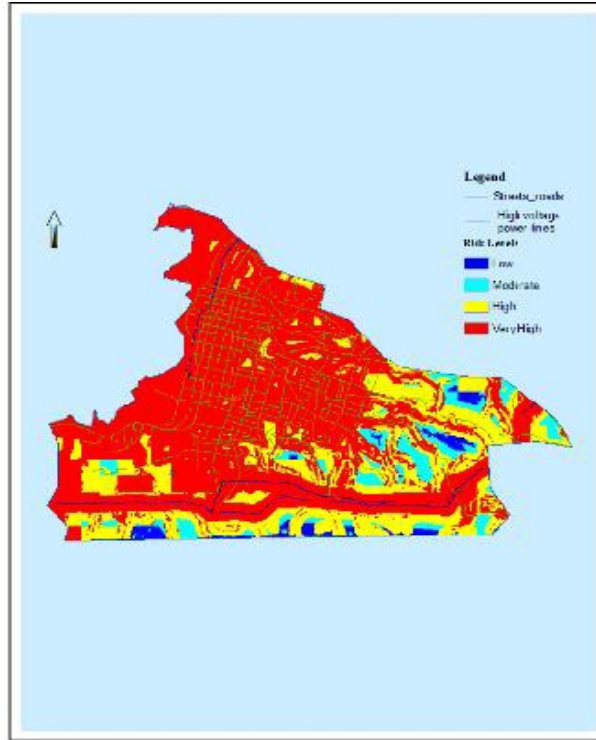 Legend
Streets_roads
High voltage
power lines
Risk Levels
Low
Moderate
High
VeryHigh